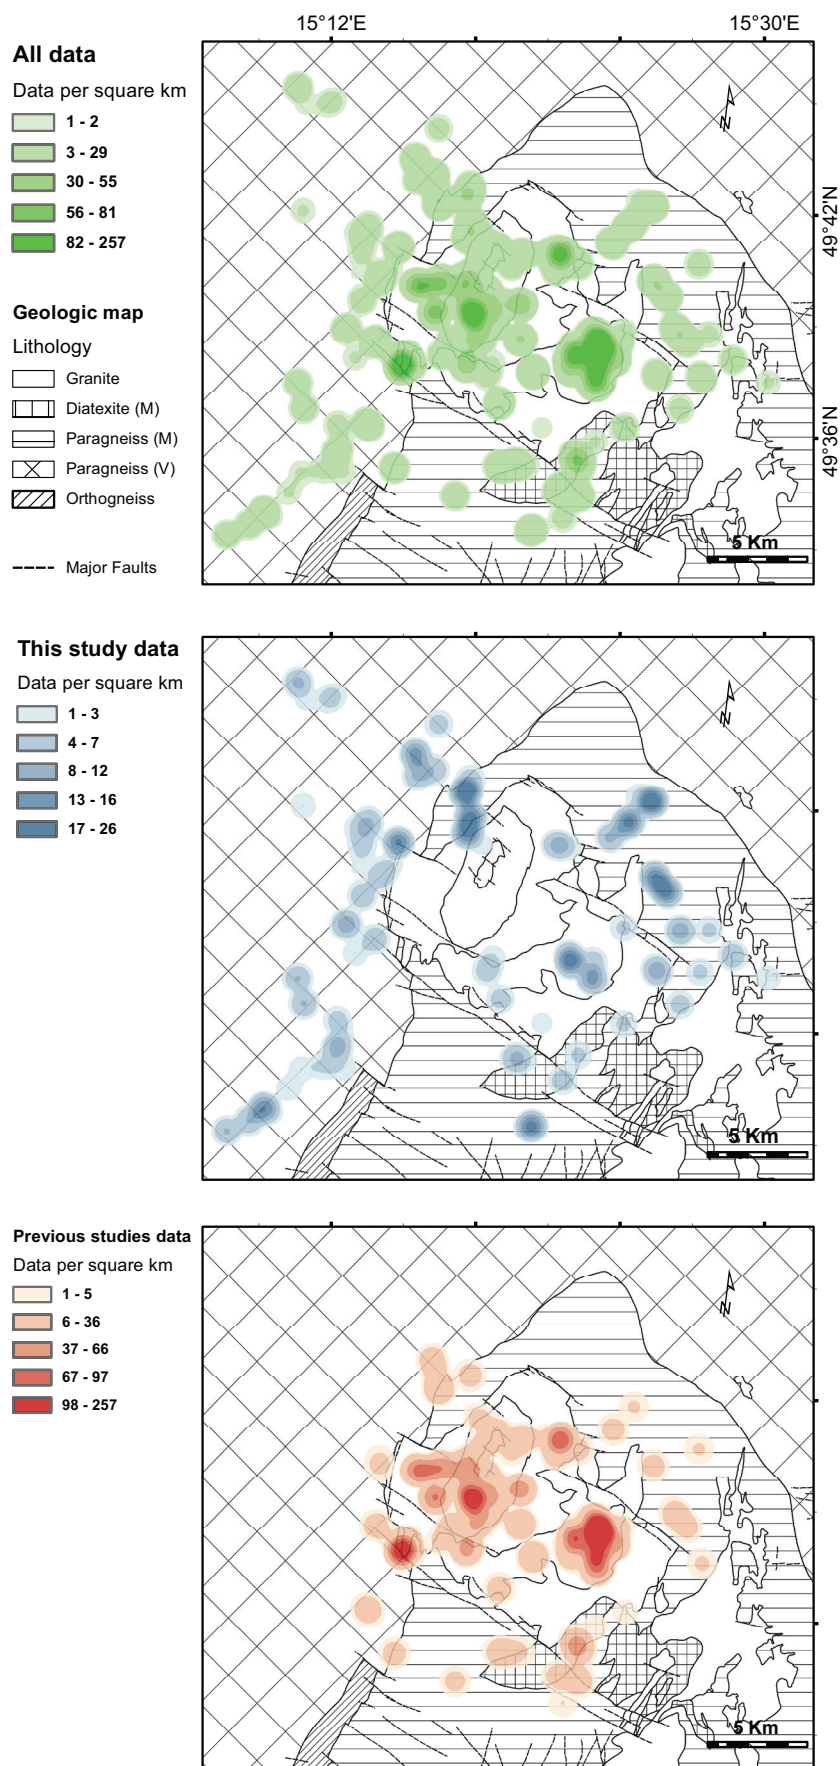 15°12'E 15°30'E
All data
Data per square km
1 - 2
3 - 29
30 - 55
56 - 81
82 - 257
N
49°42'N
Geologic map
Lithology
Granite
Diatexite (M)
Paragneiss (M)
Paragneiss (V)
Orthogneiss
Major Faults
49°36'N
5 Km
This study data
Data per square km
1 - 3
4 - 7
8 - 12
13 - 16
17 - 26
N
5 Km
Previous studies data
Data per square km
1 - 5
6 - 36
37 - 66
67 - 97
98 - 257
N
5 Km